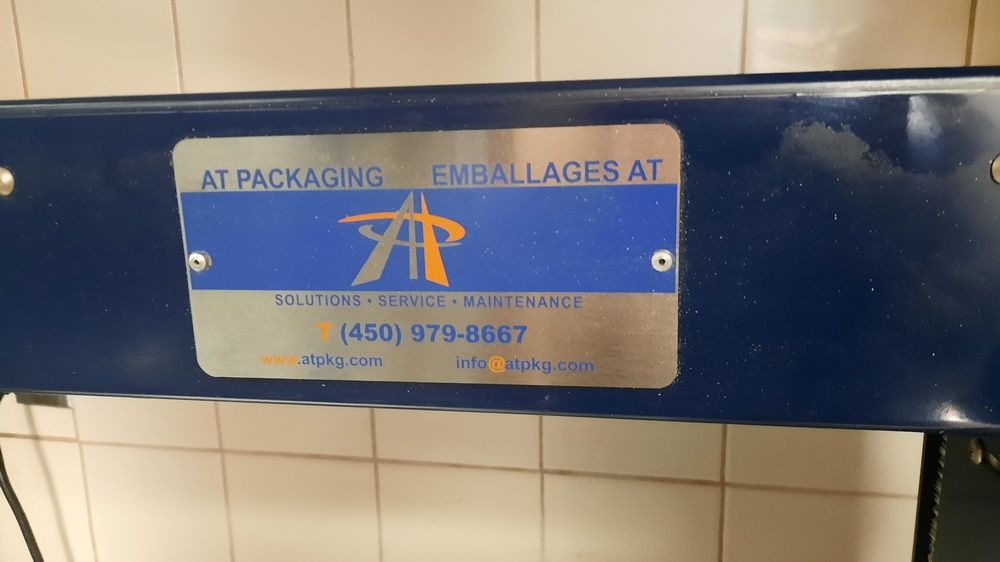 AT PACKAGING EMBALLAGES AT
SOLUTIONS • SERVICE • MAINTENANCE
T (450) 979-8667
www.atpkg.com info@atpkg.com